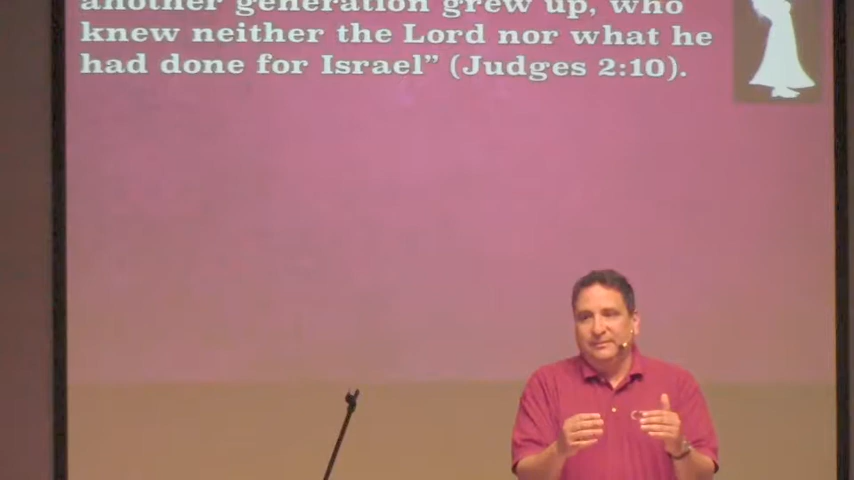 another generation grew up, who
knew neither the Lord nor what he
had done for Israel” (Judges 2:10).